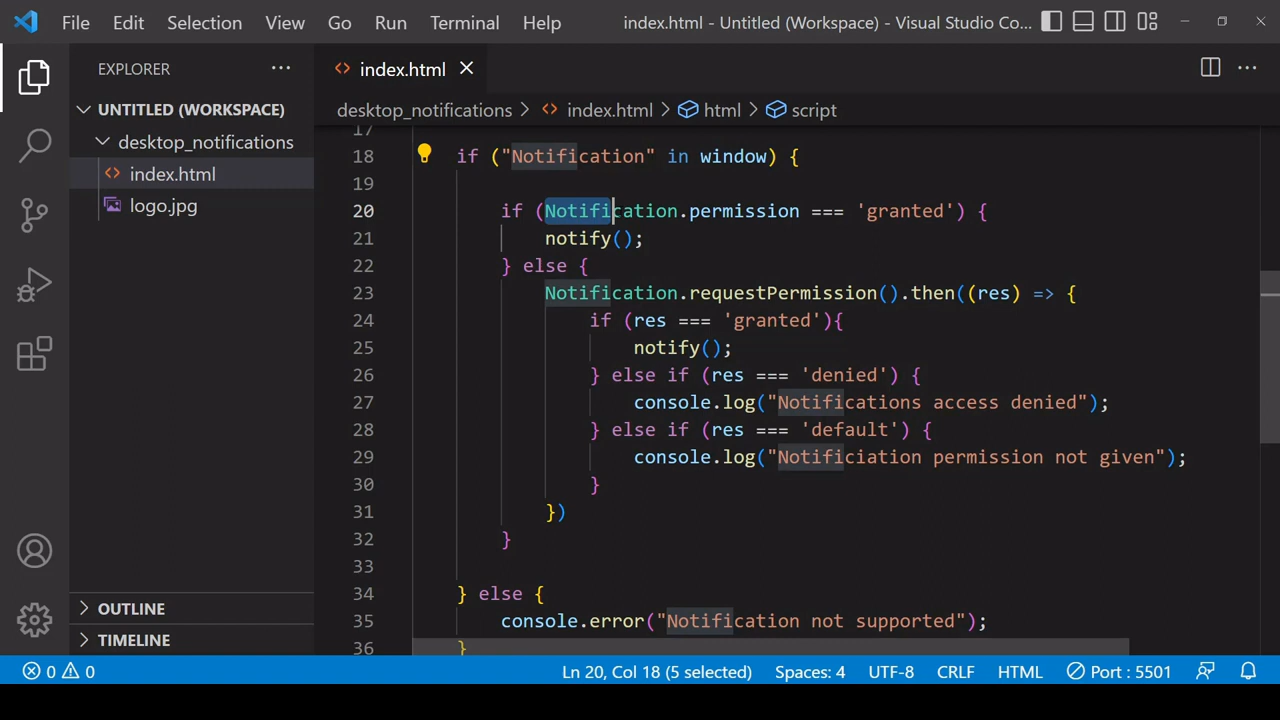 File Edit Selection View Go Run Terminal Help index.html - Untitled (Workspace) - Visual Studio Co...
EXPLORER
UNTITLED (WORKSPACE)
desktop_notifications
index.html
logo.jpg
OUTLINE
TIMELINE
index.html
desktop_notifications > index.html > html > script
17
18 if ("Notification" in window) {
19
20 if (Notification.permission === 'granted') {
21 notify();
22 } else {
23 Notification.requestPermission().then((res) => {
24 if (res === 'granted'){
25 notify();
26 } else if (res === 'denied') {
27 console.log("Notifications access denied");
28 } else if (res === 'default') {
29 console.log("Notificiation permission not given");
30 }
31 })
32 }
33
34 } else {
35 console.error("Notification not supported");
36 }
0 0 Ln 20, Col 18 (5 selected) Spaces: 4 UTF-8 CRLF HTML Port : 5501